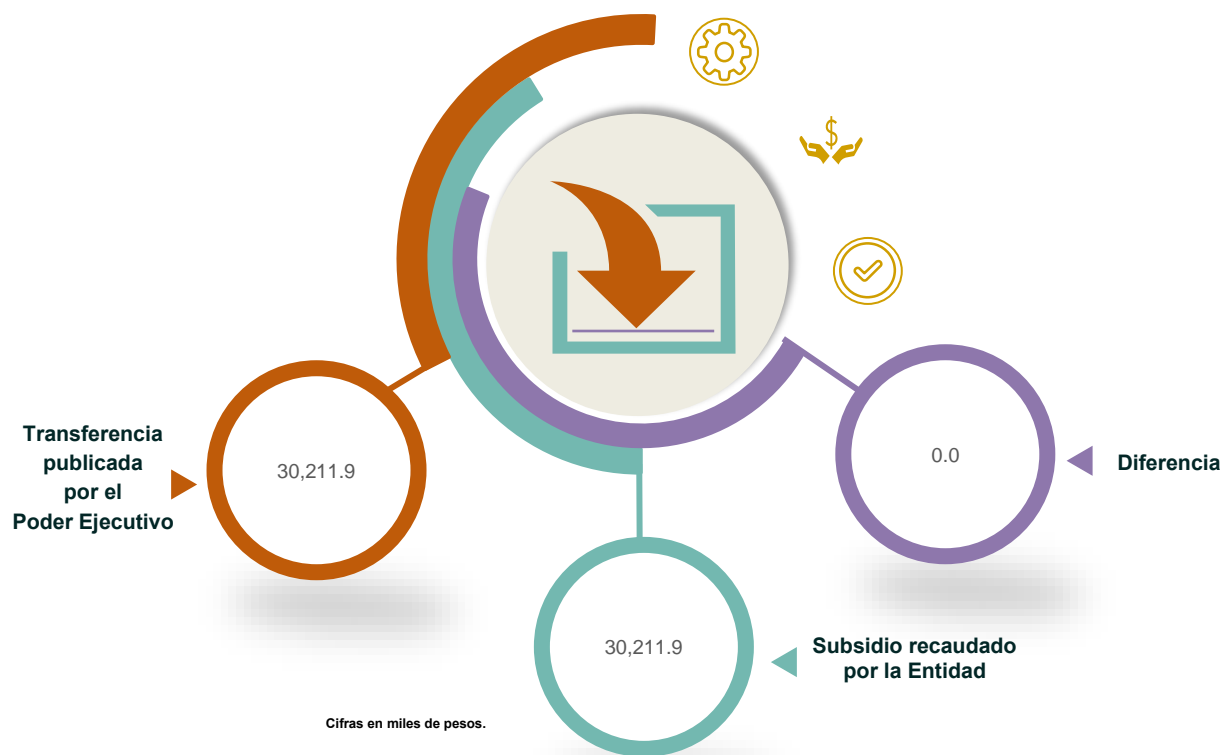 $
Transferencia
publicada
por el
Poder Ejecutivo
30,211.9
0.0
Diferencia
30,211.9
Subsidio recaudado
por la Entidad
Cifras en miles de pesos.